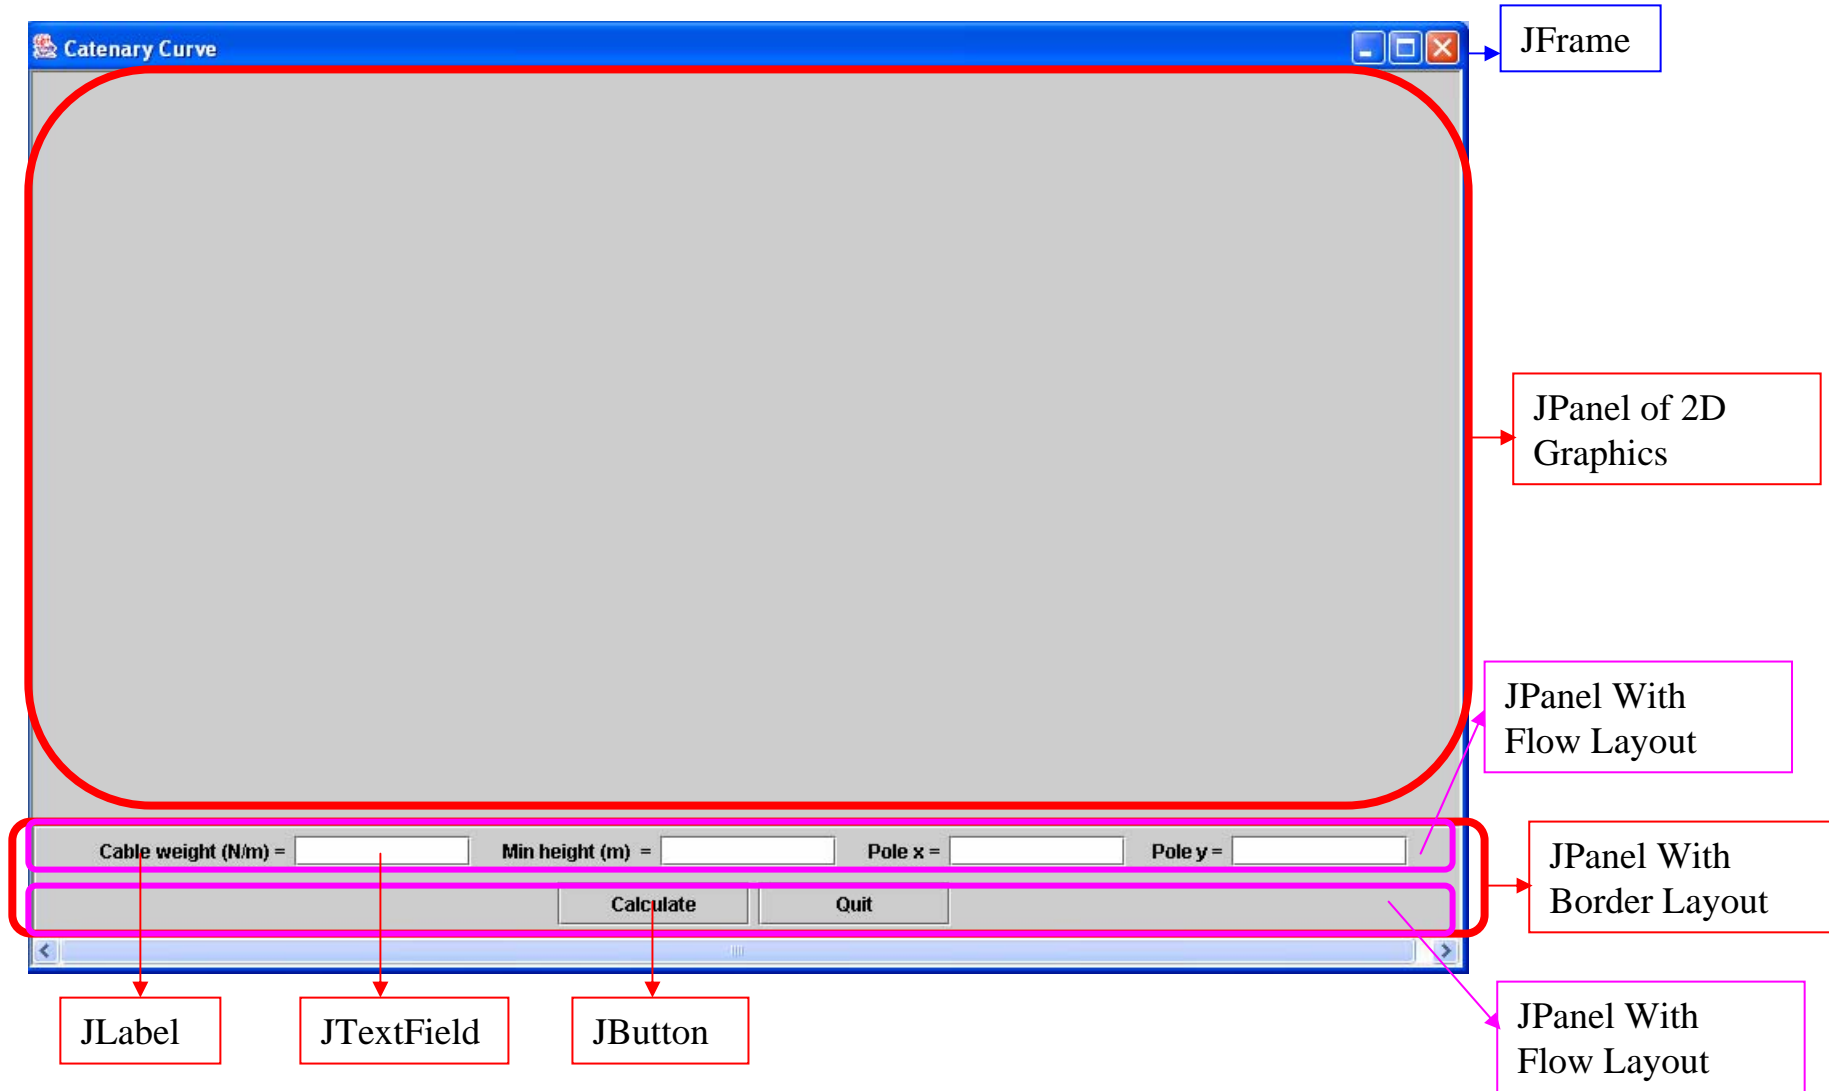 Catenary Curve
JFrame
JPanel of 2D
Graphics
JPanel With
Flow Layout
Cable weight (N/m) =
Min height (m) =
Pole x =
Pole y =
JPanel With
Border Layout
Calculate
Quit
JLabel
JTextField
JButton
JPanel With
Flow Layout